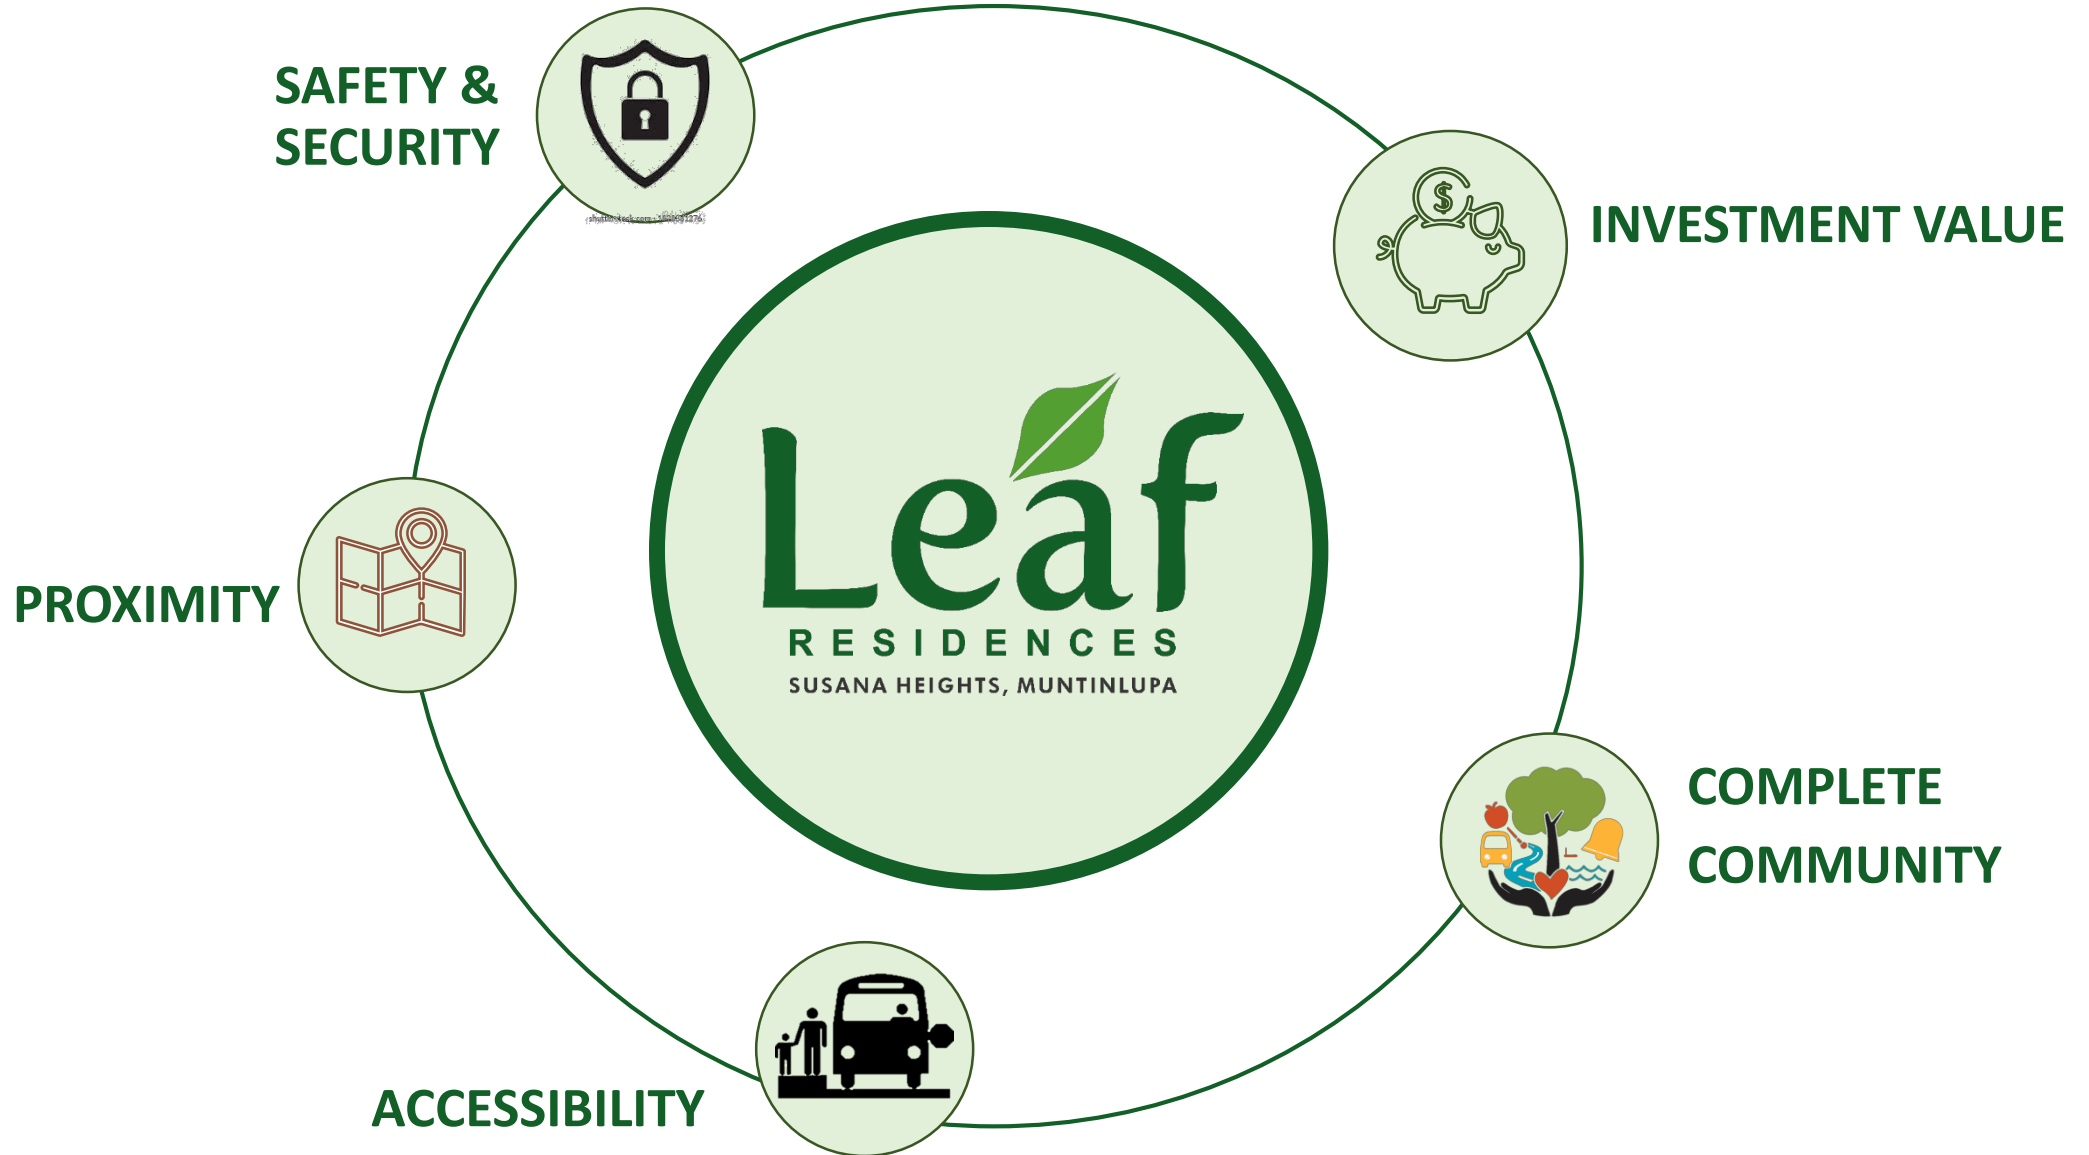 SAFETY &
SECURITY
$
INVESTMENT VALUE
Leaf
RESIDENCES
SUSANA HEIGHTS, MUNTINLUPA
PROXIMITY
COMPLETE
COMMUNITY
ACCESSIBILITY